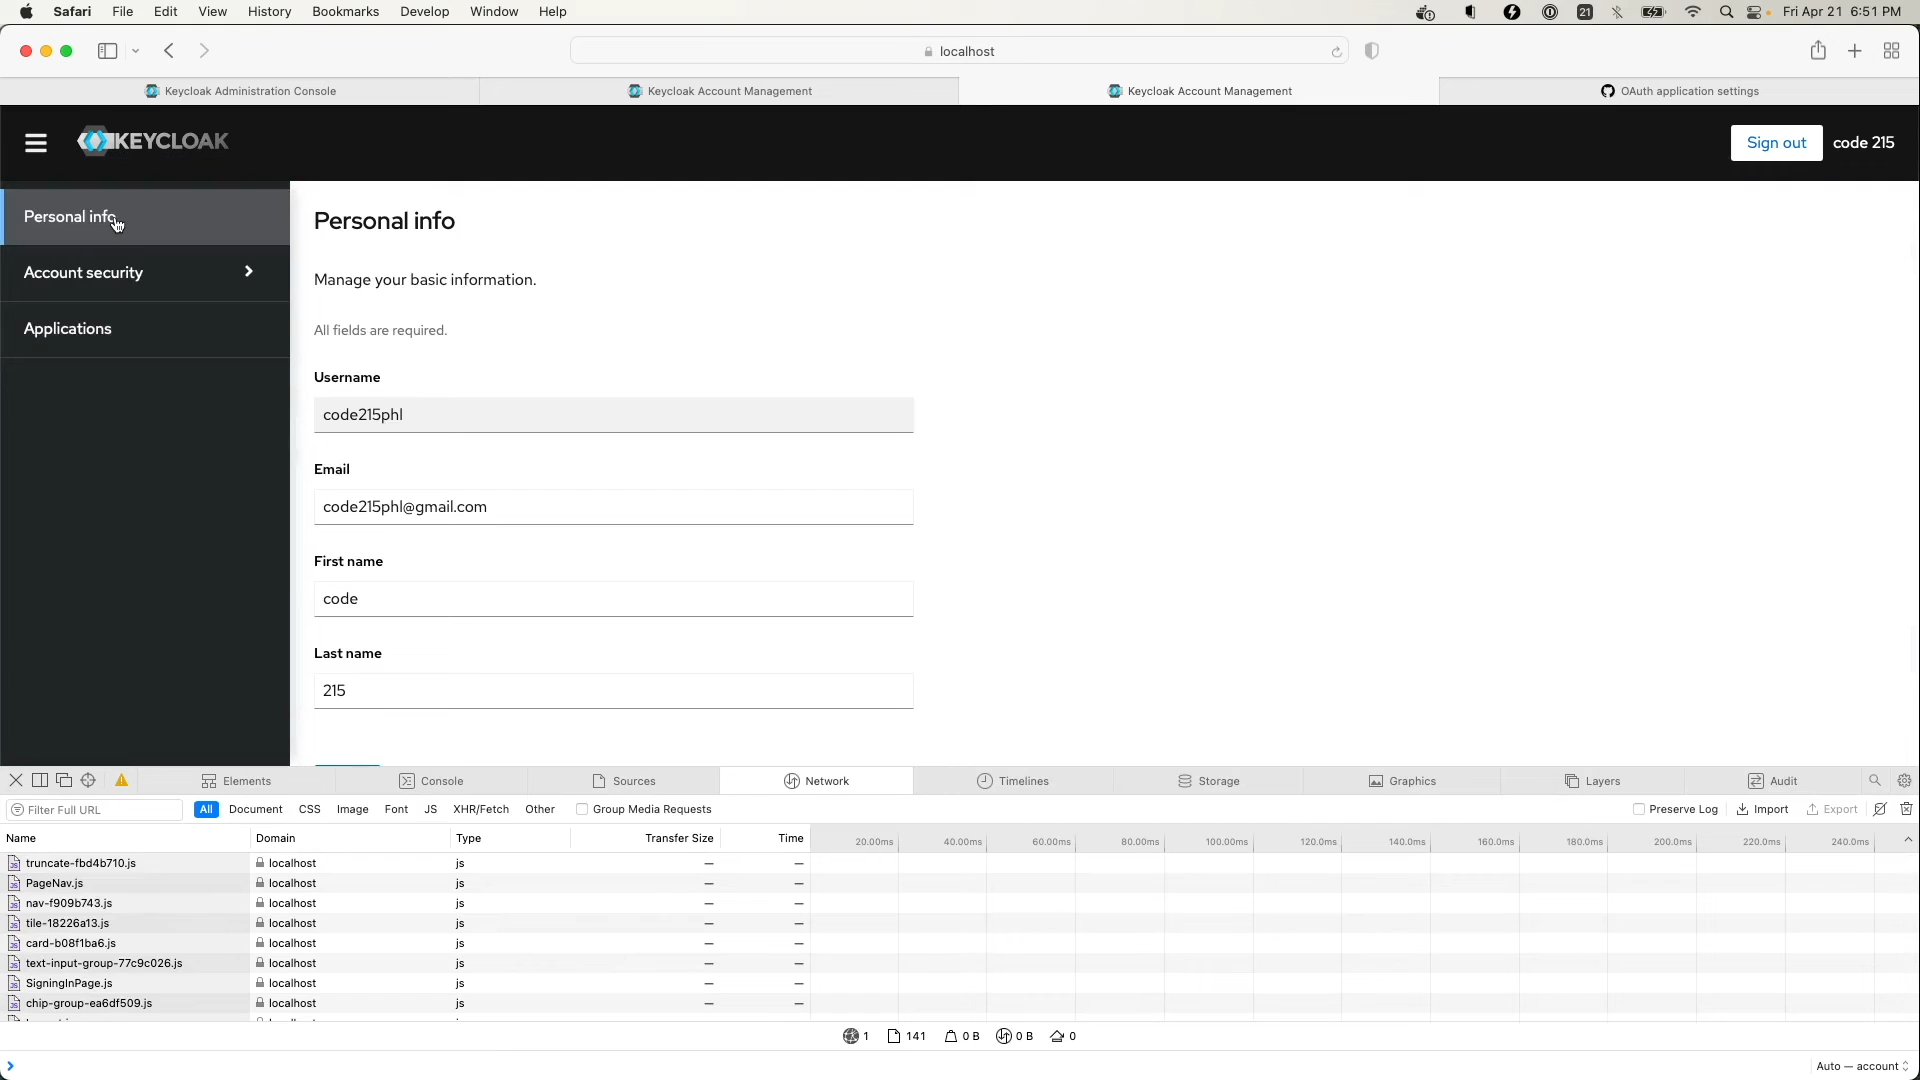 Safari File Edit View History Bookmarks Develop Window Help 21 Fri Apr 21 6:51 PM
localhost
Keycloak Administration Console Keycloak Account Management Keycloak Account Management OAuth application settings
KEYCLOAK Sign out code 215
Personal info
Account security
Applications
Personal info
Manage your basic information.
All fields are required.
Username
code215phl
Email
code215phl@gmail.com
First name
code
Last name
215
Elements Console Sources Network Timelines Storage Graphics Layers Audit
Filter Full URL All Document CSS Image Font JS XHR/Fetch Other Group Media Requests Preserve Log Import Export
Name Domain Type Transfer Size Time 20.00ms 40.00ms 60.00ms 80.00ms 100.00ms 120.0ms 140.0ms 160.0ms 180.0ms 200.0ms 220.0ms 240.0ms
truncate-fbd4b710.js localhost js — —
PageNav.js localhost js — —
nav-f909b743.js localhost js — —
tile-18226a13.js localhost js — —
card-b08f1ba6.js localhost js — —
text-input-group-77c9c026.js localhost js — —
SigningInPage.js localhost js — —
chip-group-ea6df509.js localhost js — —
1 141 0 B 0 B 0
Auto — account